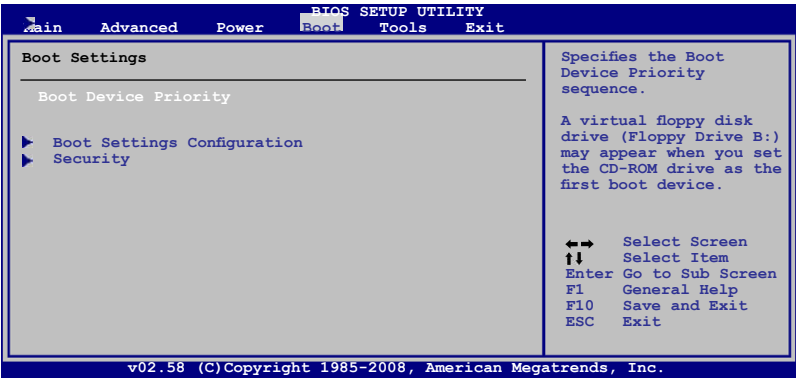 BIOS SETUP UTILITY
Main Advanced Power Boot Tools Exit
Boot Settings
Boot Device Priority
Boot Settings Configuration
Security
Specifies the Boot
Device Priority
sequence.
A virtual floppy disk
drive (Floppy Drive B:)
may appear when you set
the CD-ROM drive as the
first boot device.
←→ Select Screen
↑↓ Select Item
Enter Go to Sub Screen
F1 General Help
F10 Save and Exit
ESC Exit
v02.58 (C)Copyright 1985-2008, American Megatrends, Inc.